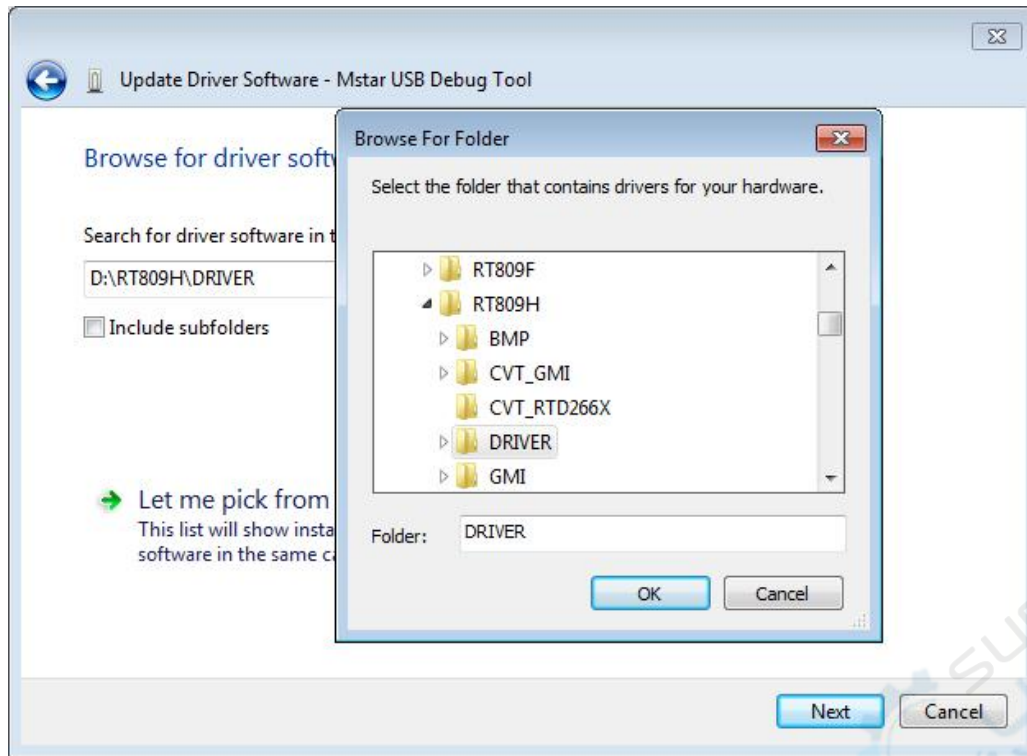 Update Driver Software - Mstar USB Debug Tool
Browse for driver soft
Search for driver software in t
D:\RT809H\DRIVER
Include subfolders
Let me pick from
This list will show insta
software in the same ca
Browse For Folder
Select the folder that contains drivers for your hardware.
RT809F
RT809H
BMP
CVT_GMI
CVT_RTD266X
DRIVER
GMI
Folder: DRIVER
OK Cancel
Next Cancel